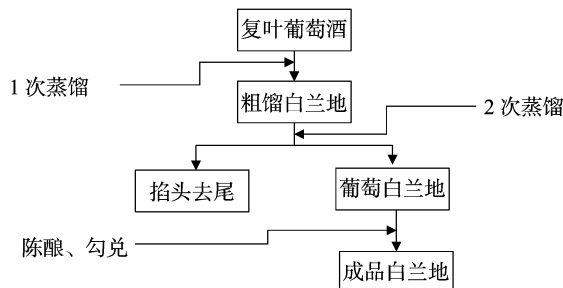 复叶葡萄酒
1次蒸馏
粗馏白兰地
2次蒸馏
掐头去尾
葡萄白兰地
陈酿、勾兑
成品白兰地